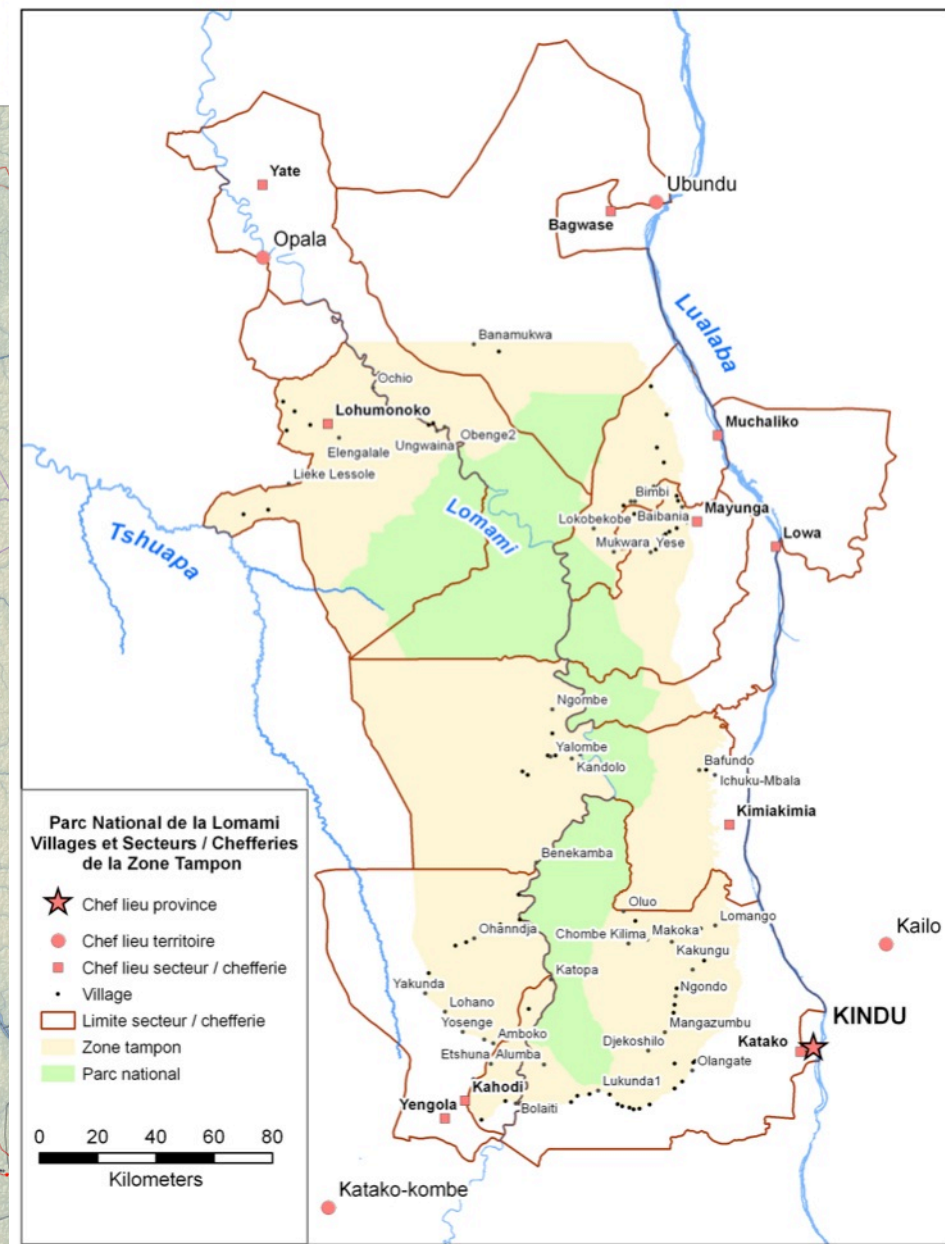 Yate
Ubundu
Bagwase
Opala
Lualaba
Banamukwa
Ochio
Lohumonoko
Muchaliko
Obenge2
Ungwaina
Elengalale
Lieke Lessole
Bimbi
Lomami
Lokobekobe
Baibania
Mayunga
Tshuapa
Mukwara
Yese
Lowa
Ngombe
Yalombe
Kandolo
Bafundo
Ichuku-Mbala
Kimiakimia
Benekamba
Oluo
Lomango
Ohänndja
Chombe Kilima
Makoka
Kailo
Kakungu
Katopa
Yakunda
Ngondo
Lohano
Mangazumbu
KINDU
Yosenge
Amboko
Djekoshilo
Katako
Etshuna
Alumba
Olangate
Kahodi
Lukunda1
Yengola
Bolaiti
Katako-kombe
Parc National de la Lomami
Villages et Secteurs / Chefferies
de la Zone Tampon
Chef lieu province
Chef lieu territoire
Chef lieu secteur / chefferie
Village
Limite secteur / chefferie
Zone tampon
Parc national
0 20 40 60 80
Kilometers